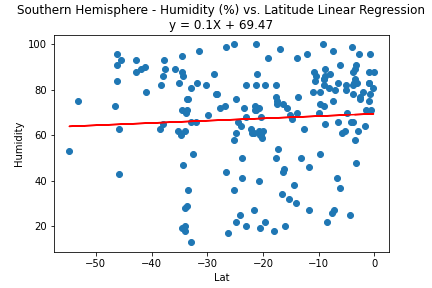 Southern Hemisphere - Humidity (%) vs. Latitude Linear Regression
y = 0.1X + 69.47
100
80
60
40
20
Humidity
−50
−40
−30
−20
−10
0
Lat